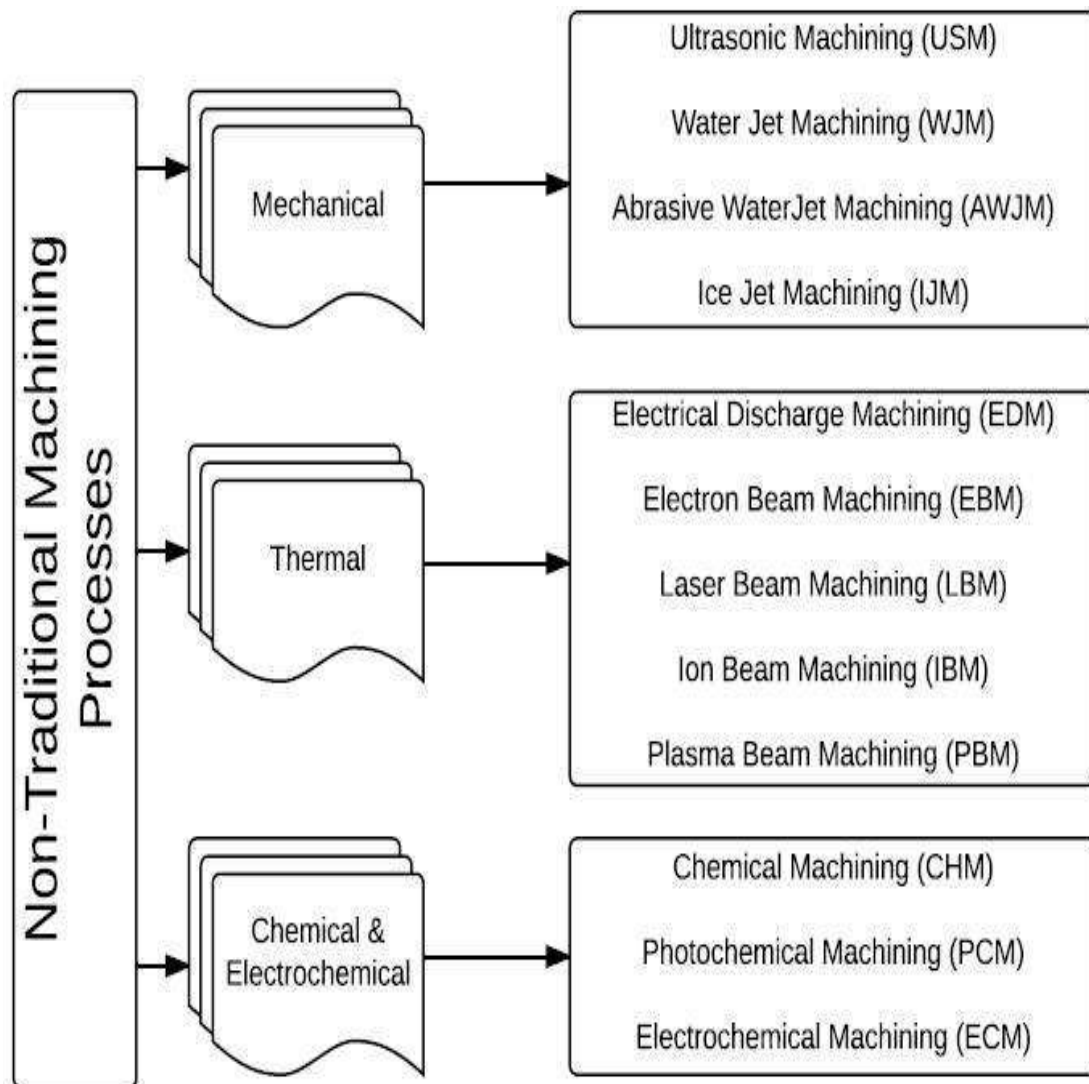 Non-Traditional Machining
Processes
Mechanical
Ultrasonic Machining (USM)
Water Jet Machining (WJM)
Abrasive WaterJet Machining (AWJM)
Ice Jet Machining (IJM)
Thermal
Electrical Discharge Machining (EDM)
Electron Beam Machining (EBM)
Laser Beam Machining (LBM)
Ion Beam Machining (IBM)
Plasma Beam Machining (PBM)
Chemical &
Electrochemical
Chemical Machining (CHM)
Photochemical Machining (PCM)
Electrochemical Machining (ECM)